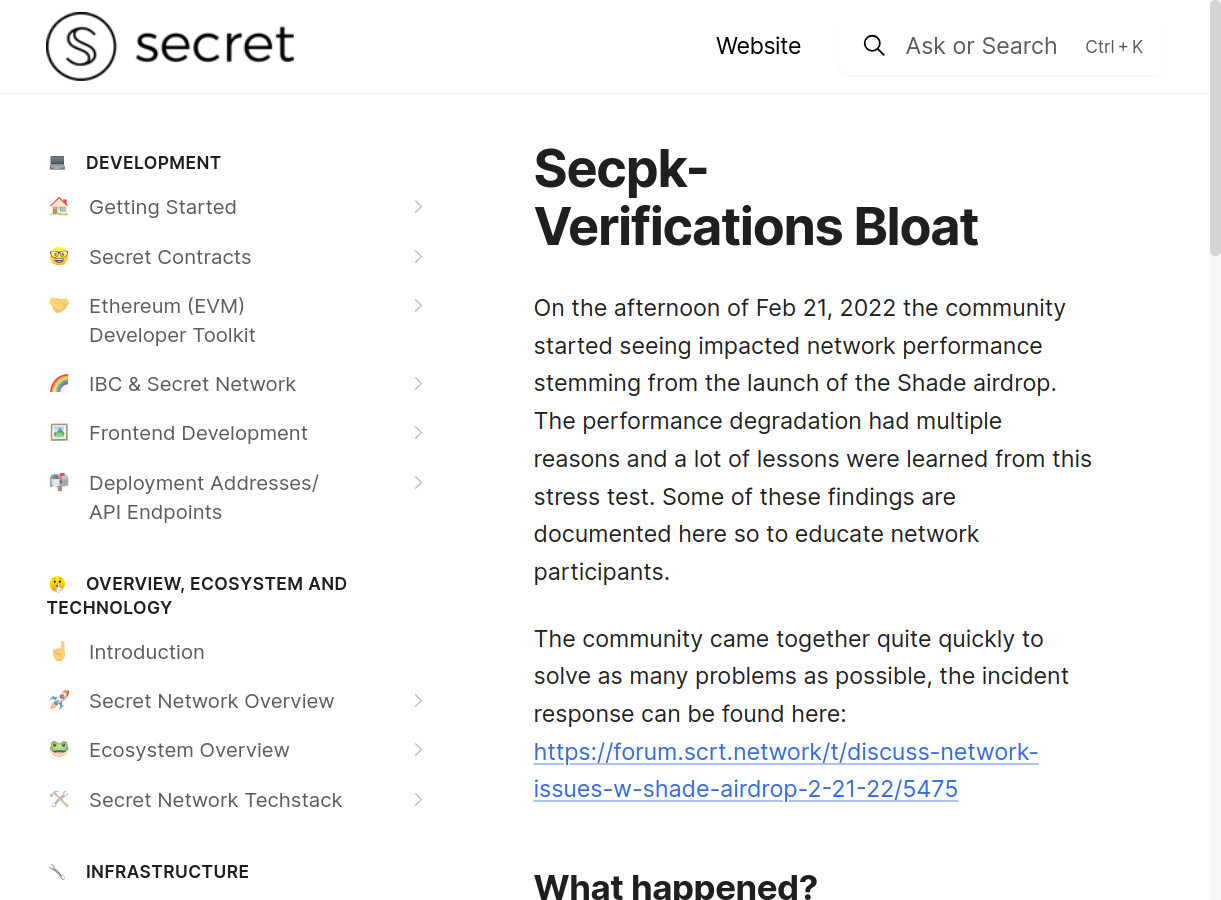 secret
Website
Ask or Search
Ctrl + K
DEVELOPMENT
Getting Started
Secret Contracts
Ethereum (EVM)
Developer Toolkit
IBC & Secret Network
Frontend Development
Deployment Addresses/
API Endpoints
OVERVIEW, ECOSYSTEM AND
TECHNOLOGY
Introduction
Secret Network Overview
Ecosystem Overview
Secret Network Techstack
INFRASTRUCTURE
Secpk-
Verifications Bloat
On the afternoon of Feb 21, 2022 the community
started seeing impacted network performance
stemming from the launch of the Shade airdrop.
The performance degradation had multiple
reasons and a lot of lessons were learned from this
stress test. Some of these findings are
documented here so to educate network
participants.
The community came together quite quickly to
solve as many problems as possible, the incident
response can be found here:
https://forum.scrt.network/t/discuss-network-
issues-w-shade-airdrop-2-21-22/5475
What happened?